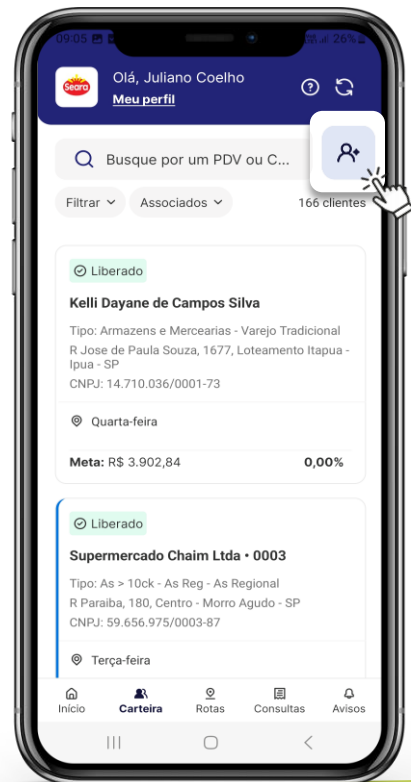 09:05
26%
Seara
Olá, Juliano Coelho
Meu perfil
Busque por um PDV ou C...
Filtrar
Associados
166 clientes
Liberado
Kelli Dayane de Campos Silva
Tipo: Armazens e Mercearias - Varejo Tradicional
R Jose de Paula Souza, 1677, Loteamento Itapua -
Ipua - SP
CNPJ: 14.710.036/0001-73
Quarta-feira
Meta: R$ 3.902,84
0,00%
Liberado
Supermercado Chaim Ltda • 0003
Tipo: As > 10ck - As Reg - As Regional
R Paraiba, 180, Centro - Morro Agudo - SP
CNPJ: 59.656.975/0003-87
Terça-feira
Início
Carteira
Rotas
Consultas
Avisos